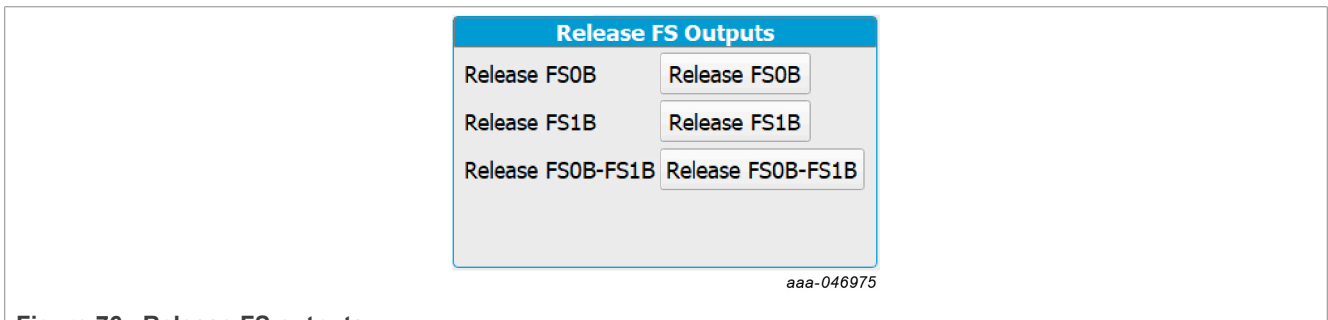 Release FS Outputs
Release FS0B Release FS0B
Release FS1B Release FS1B
Release FS0B-FS1B Release FS0B-FS1B
aaa-046975